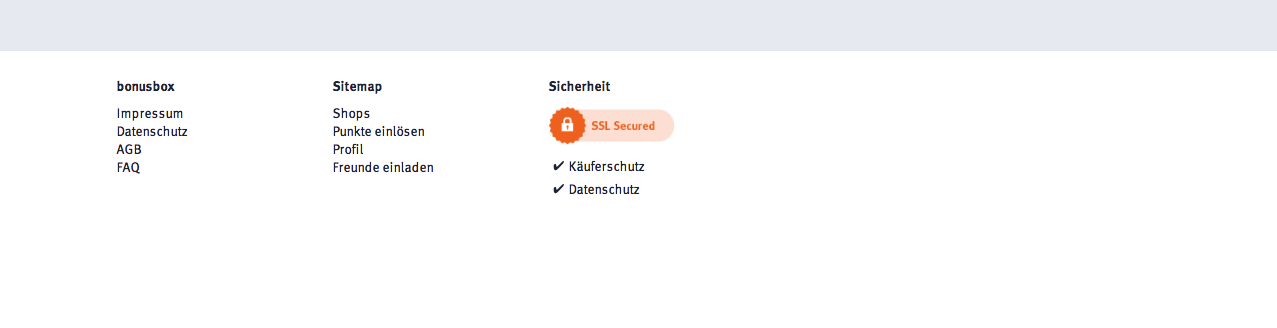 bonusbox
Impressum
Datenschutz
AGB
FAQ
Sitemap
Shops
Punkte einlösen
Profil
Freunde einladen
Sicherheit
SSL Secured
✔ Käuferschutz
✔ Datenschutz